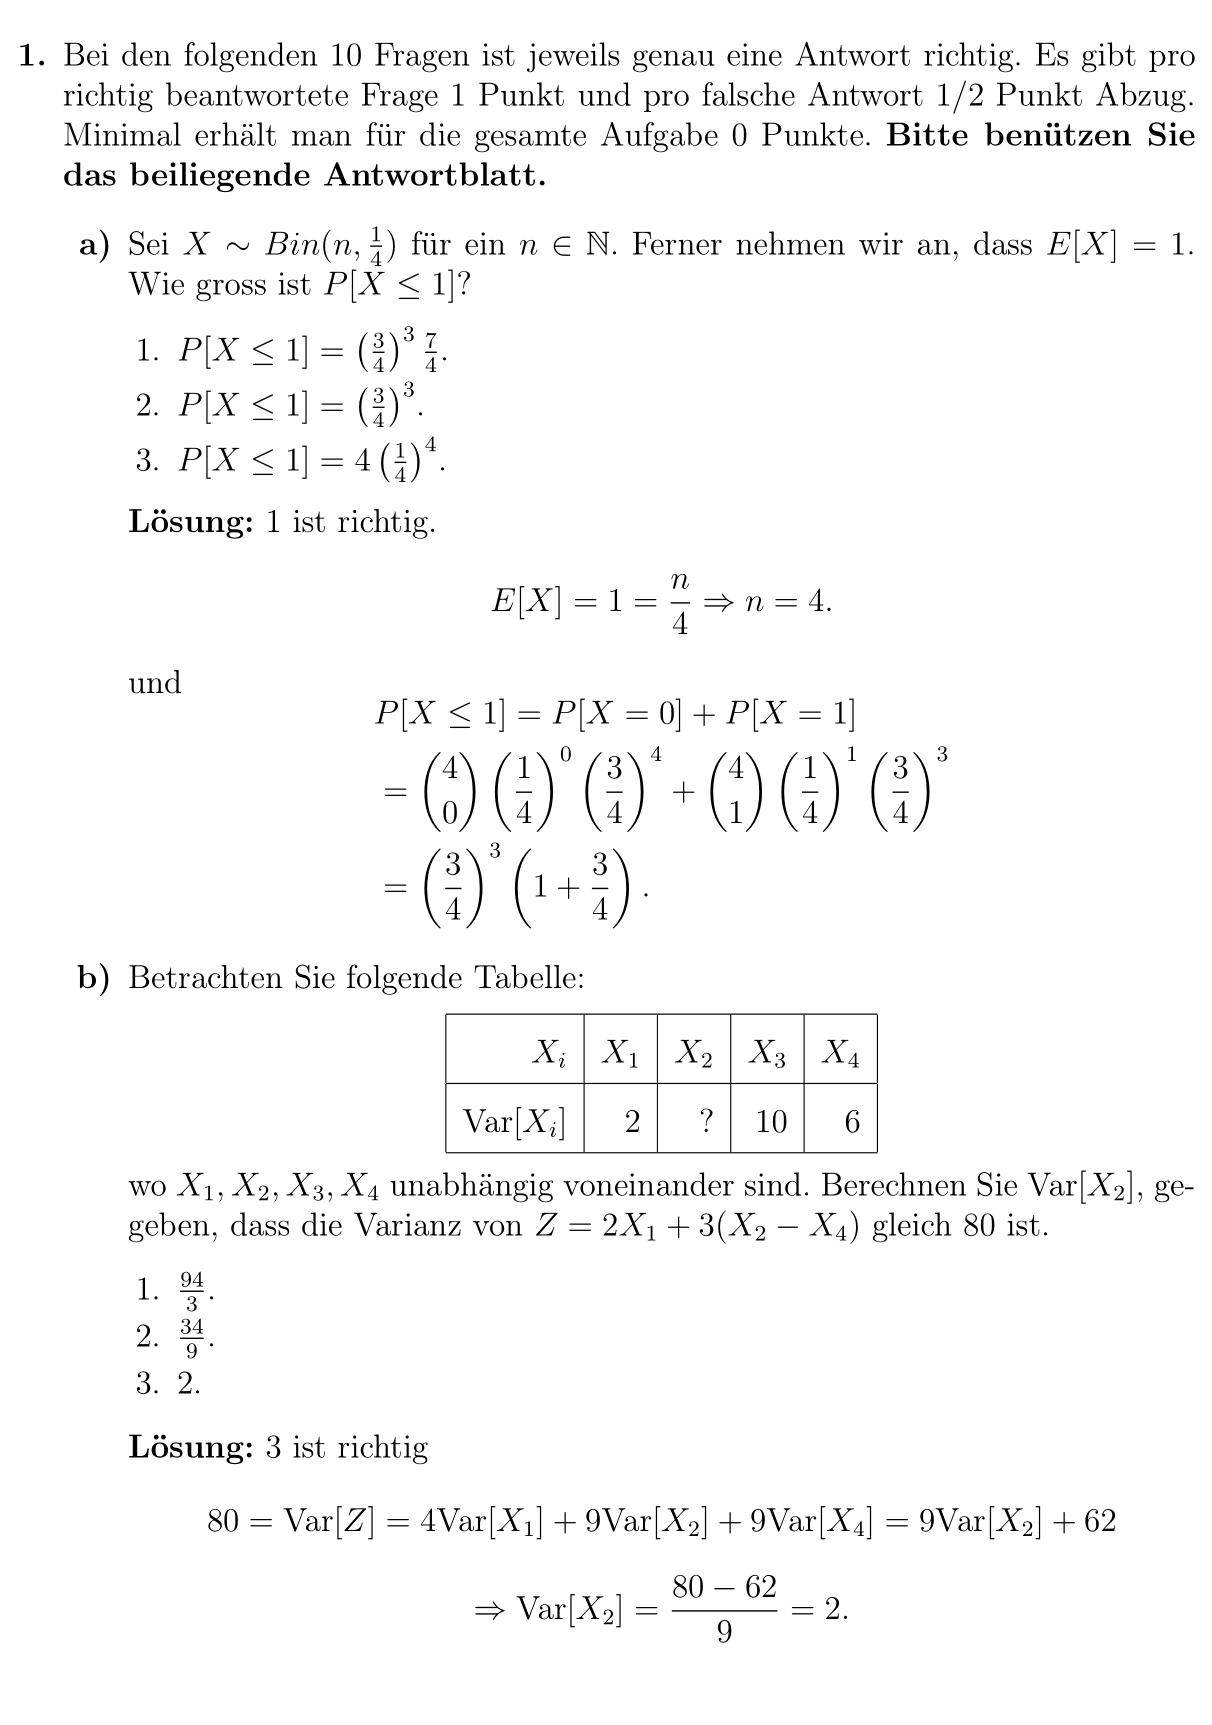 1. Bei den folgenden 10 Fragen ist jeweils genau eine Antwort richtig. Es gibt pro
richtig beantwortete Frage 1 Punkt und pro falsche Antwort 1/2 Punkt Abzug.
Minimal erhält man für die gesamte Aufgabe 0 Punkte. Bitte benützen Sie
das beiliegende Antwortblatt.
a) Sei $X \sim Bin(n, \frac{1}{4})$ für ein $n \in \mathbb{N}$. Ferner nehmen wir an, dass $E[X] = 1$.
Wie gross ist $P[X \leq 1]$?
1. $P[X \leq 1] = \left(\frac{3}{4}\right)^3 \frac{7}{4}$.
2. $P[X \leq 1] = \left(\frac{3}{4}\right)^3$.
3. $P[X \leq 1] = 4\left(\frac{1}{4}\right)^4$.
Lösung: 1 ist richtig.
$E[X] = 1 = \frac{n}{4} \Rightarrow n = 4.$
und
$P[X \leq 1] = P[X = 0] + P[X = 1]$
$= \binom{4}{0} \left(\frac{1}{4}\right)^0 \left(\frac{3}{4}\right)^4 + \binom{4}{1} \left(\frac{1}{4}\right)^1 \left(\frac{3}{4}\right)^3$
$= \left(\frac{3}{4}\right)^3 \left(1 + \frac{3}{4}\right).$
b) Betrachten Sie folgende Tabelle:
$X_i$ $X_1$ $X_2$ $X_3$ $X_4$
Var[$X_i$] 2 ? 10 6
wo $X_1, X_2, X_3, X_4$ unabhängig voneinander sind. Berechnen Sie Var[$X_2$], ge-
geben, dass die Varianz von $Z = 2X_1 + 3(X_2 - X_4)$ gleich 80 ist.
1. $\frac{94}{3}$.
2. $\frac{34}{9}$.
3. 2.
Lösung: 3 ist richtig
$80 = \text{Var}[Z] = 4\text{Var}[X_1] + 9\text{Var}[X_2] + 9\text{Var}[X_4] = 9\text{Var}[X_2] + 62$
$\Rightarrow \text{Var}[X_2] = \frac{80 - 62}{9} = 2.$